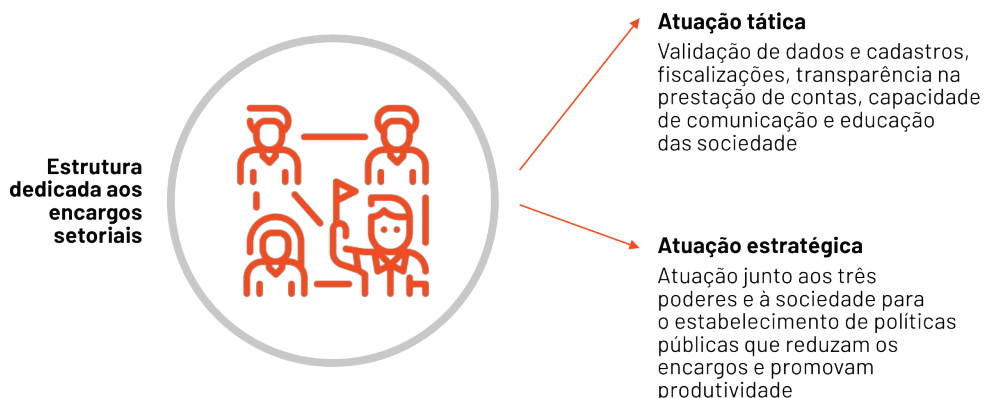 Estrutura
dedicada aos
encargos
setoriais
Atuação tática
Validação de dados e cadastros,
fiscalizações, transparência na
prestação de contas, capacidade
de comunicação e educação
das sociedade
Atuação estratégica
Atuação junto aos três
poderes e à sociedade para
o estabelecimento de políticas
públicas que reduzam os
encargos e promovam
produtividade